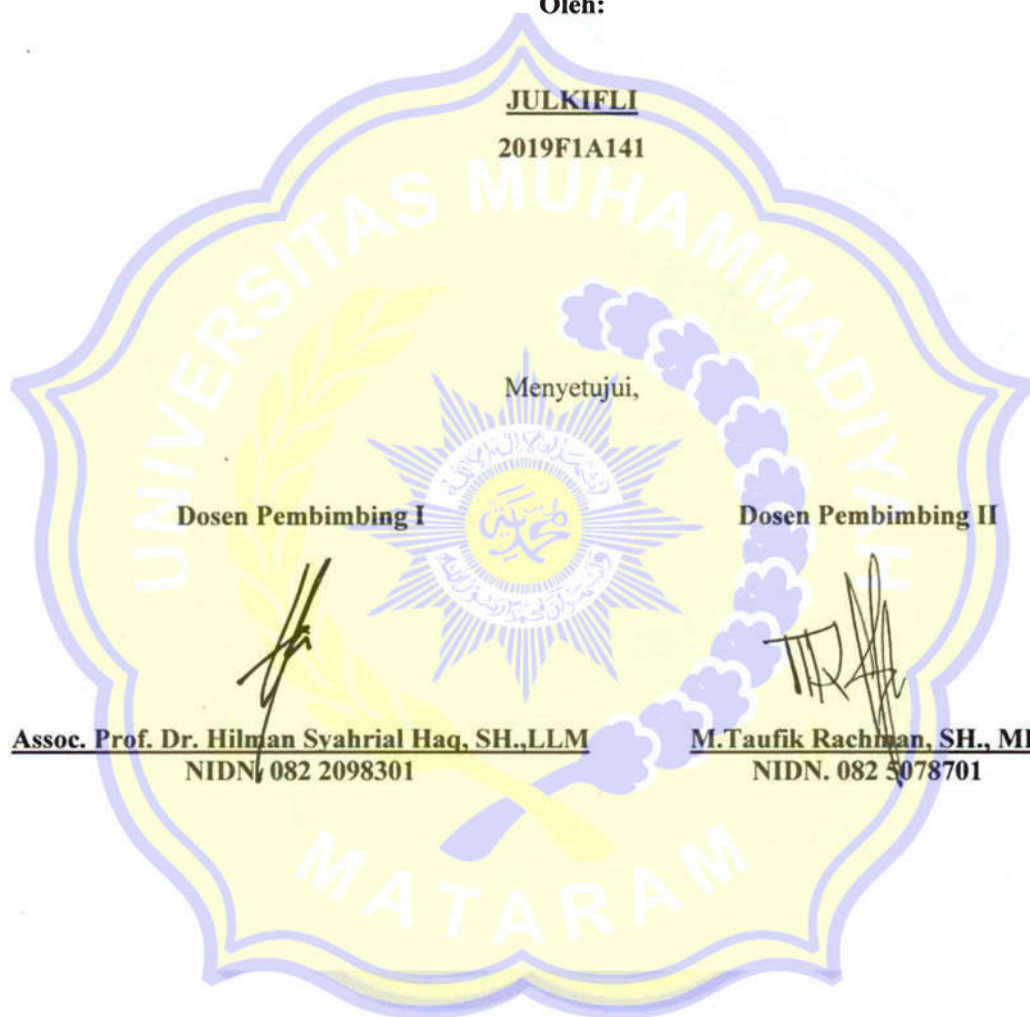 Oleh:
JULKIFLI
2019F1A141
UNIVERSITAS MUHAMMADIYAH
Menyetujui,
Dosen Pembimbing I
Dosen Pembimbing II
Assoc. Prof. Dr. Hilman Syahrial Haq, SH.,LLM
M.Taufik Rachman, SH.,
NIDN. 082 2098301
NIDN. 082 5078701
MATARAM